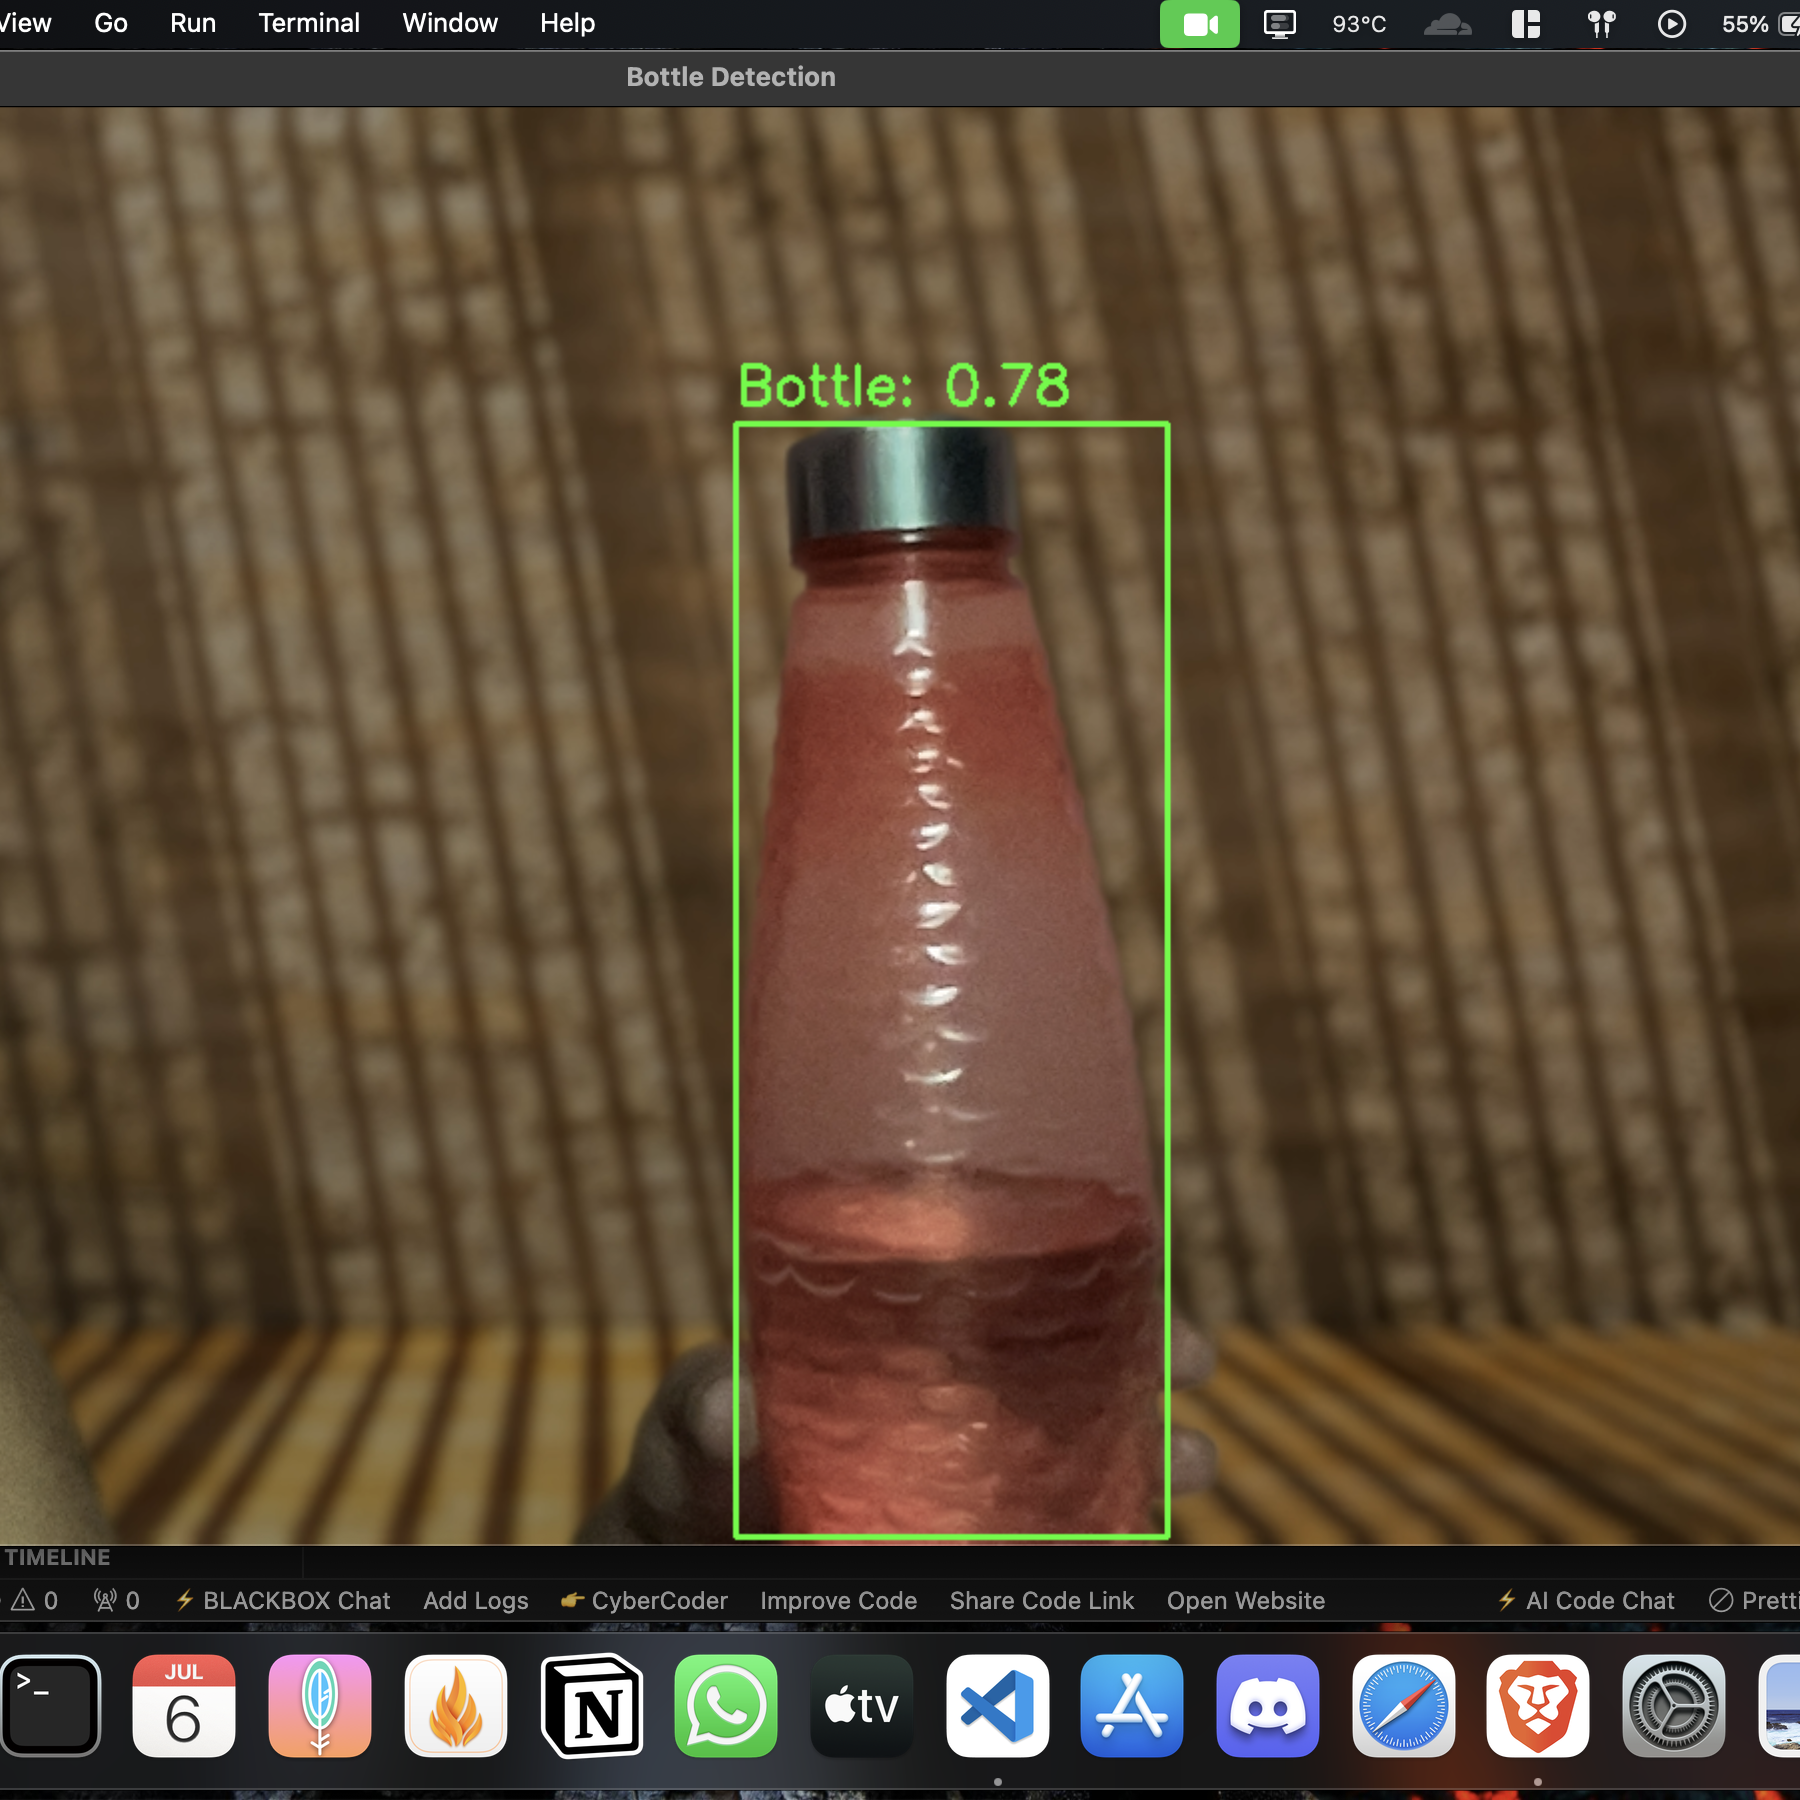 View Go Run Terminal Window Help 93°C 55%
Bottle Detection
Bottle: 0.78
TIMELINE
0 0 BLACKBOX Chat Add Logs CyberCoder Improve Code Share Code Link Open Website AI Code Chat Pretti
JUL
6
N
tv